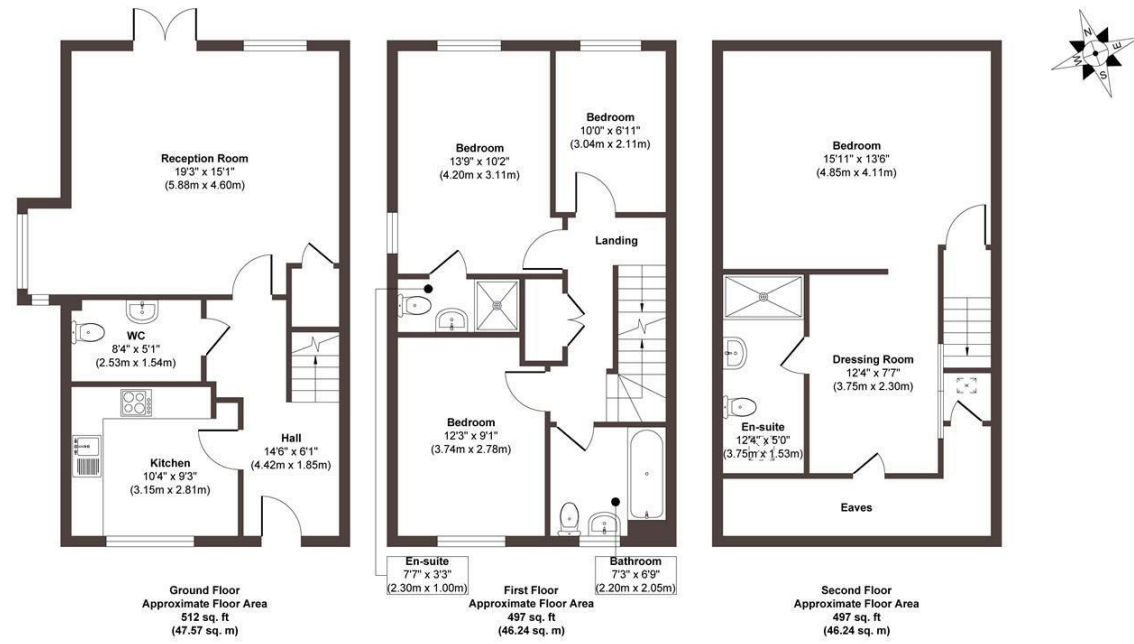 Reception Room
19'3" x 15'1"
(5.88m x 4.60m)
WC
8'4" x 5'1"
(2.53m x 1.54m)
Kitchen
10'4" x 9'3"
(3.15m x 2.81m)
Hall
14'6" x 6'1"
(4.42m x 1.85m)
Ground Floor
Approximate Floor Area
512 sq. ft
(47.57 sq. m)
Bedroom
13'9" x 10'2"
(4.20m x 3.11m)
Bedroom
10'0" x 6'11"
(3.04m x 2.11m)
Landing
Bedroom
12'3" x 9'1"
(3.74m x 2.78m)
En-suite
7'7" x 3'3"
(2.30m x 1.00m)
Bathroom
7'3" x 6'9"
(2.20m x 2.05m)
First Floor
Approximate Floor Area
497 sq. ft
(46.24 sq. m)
Bedroom
15'11" x 13'6"
(4.85m x 4.11m)
Dressing Room
12'4" x 7'7"
(3.75m x 2.30m)
En-suite
12'4" x 5'0"
(3.75m x 1.53m)
Eaves
Second Floor
Approximate Floor Area
497 sq. ft
(46.24 sq. m)
N
E
S
W